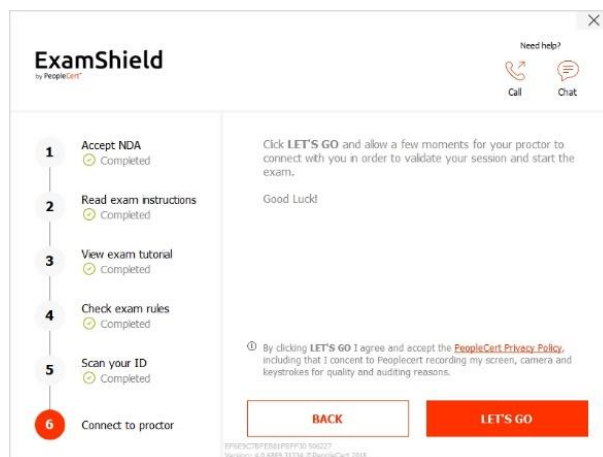 ExamShield
by PeopleCert
Need help?
Call
Chat
1
Accept NDA
Completed
2
Read exam instructions
Completed
3
View exam tutorial
Completed
4
Check exam rules
Completed
5
Scan your ID
Completed
6
Connect to proctor
Click LET'S GO and allow a few moments for your proctor to
connect with you in order to validate your session and start the
exam.
Good Luck!
By clicking LET'S GO I agree and accept the PeopleCert Privacy Policy,
including that I consent to Peoplecert recording my screen, camera and
keystrokes for quality and auditing reasons.
BACK
LET'S GO
© PeopleCert 2018